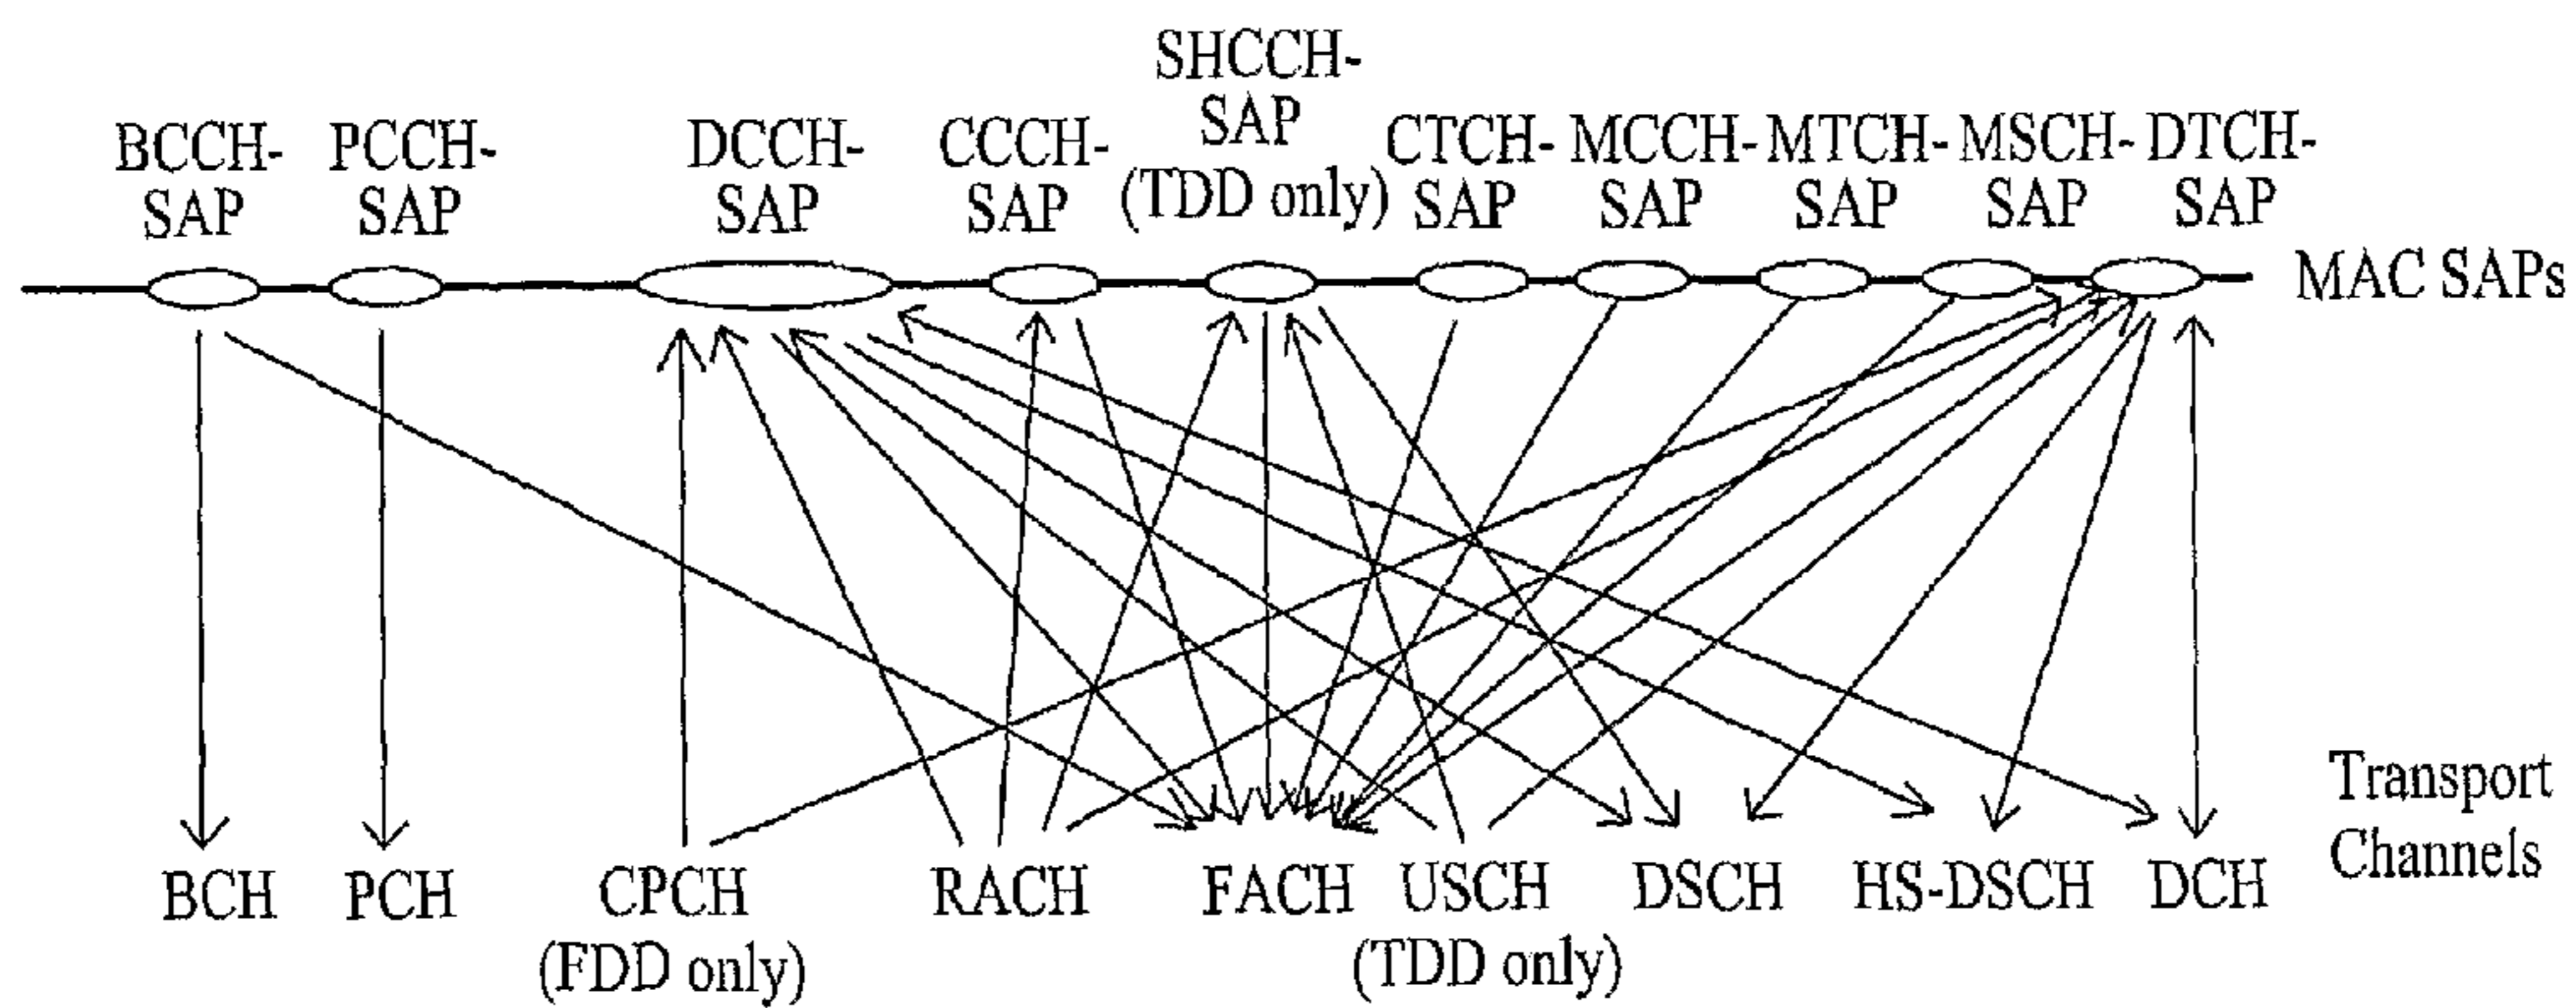 SHCCH-
SAP
(TDD only)
BCCH-
SAP
PCCH-
SAP
DCCH-
SAP
CCCH-
SAP
CTCH-
SAP
MCCH-
SAP
MTCH-
SAP
MSCH-
SAP
DTCH-
SAP
MAC SAPs
Transport
Channels
BCH
PCH
CPCH
(FDD only)
RACH
FACH
USCH
(TDD only)
DSCH
HS-DSCH
DCH